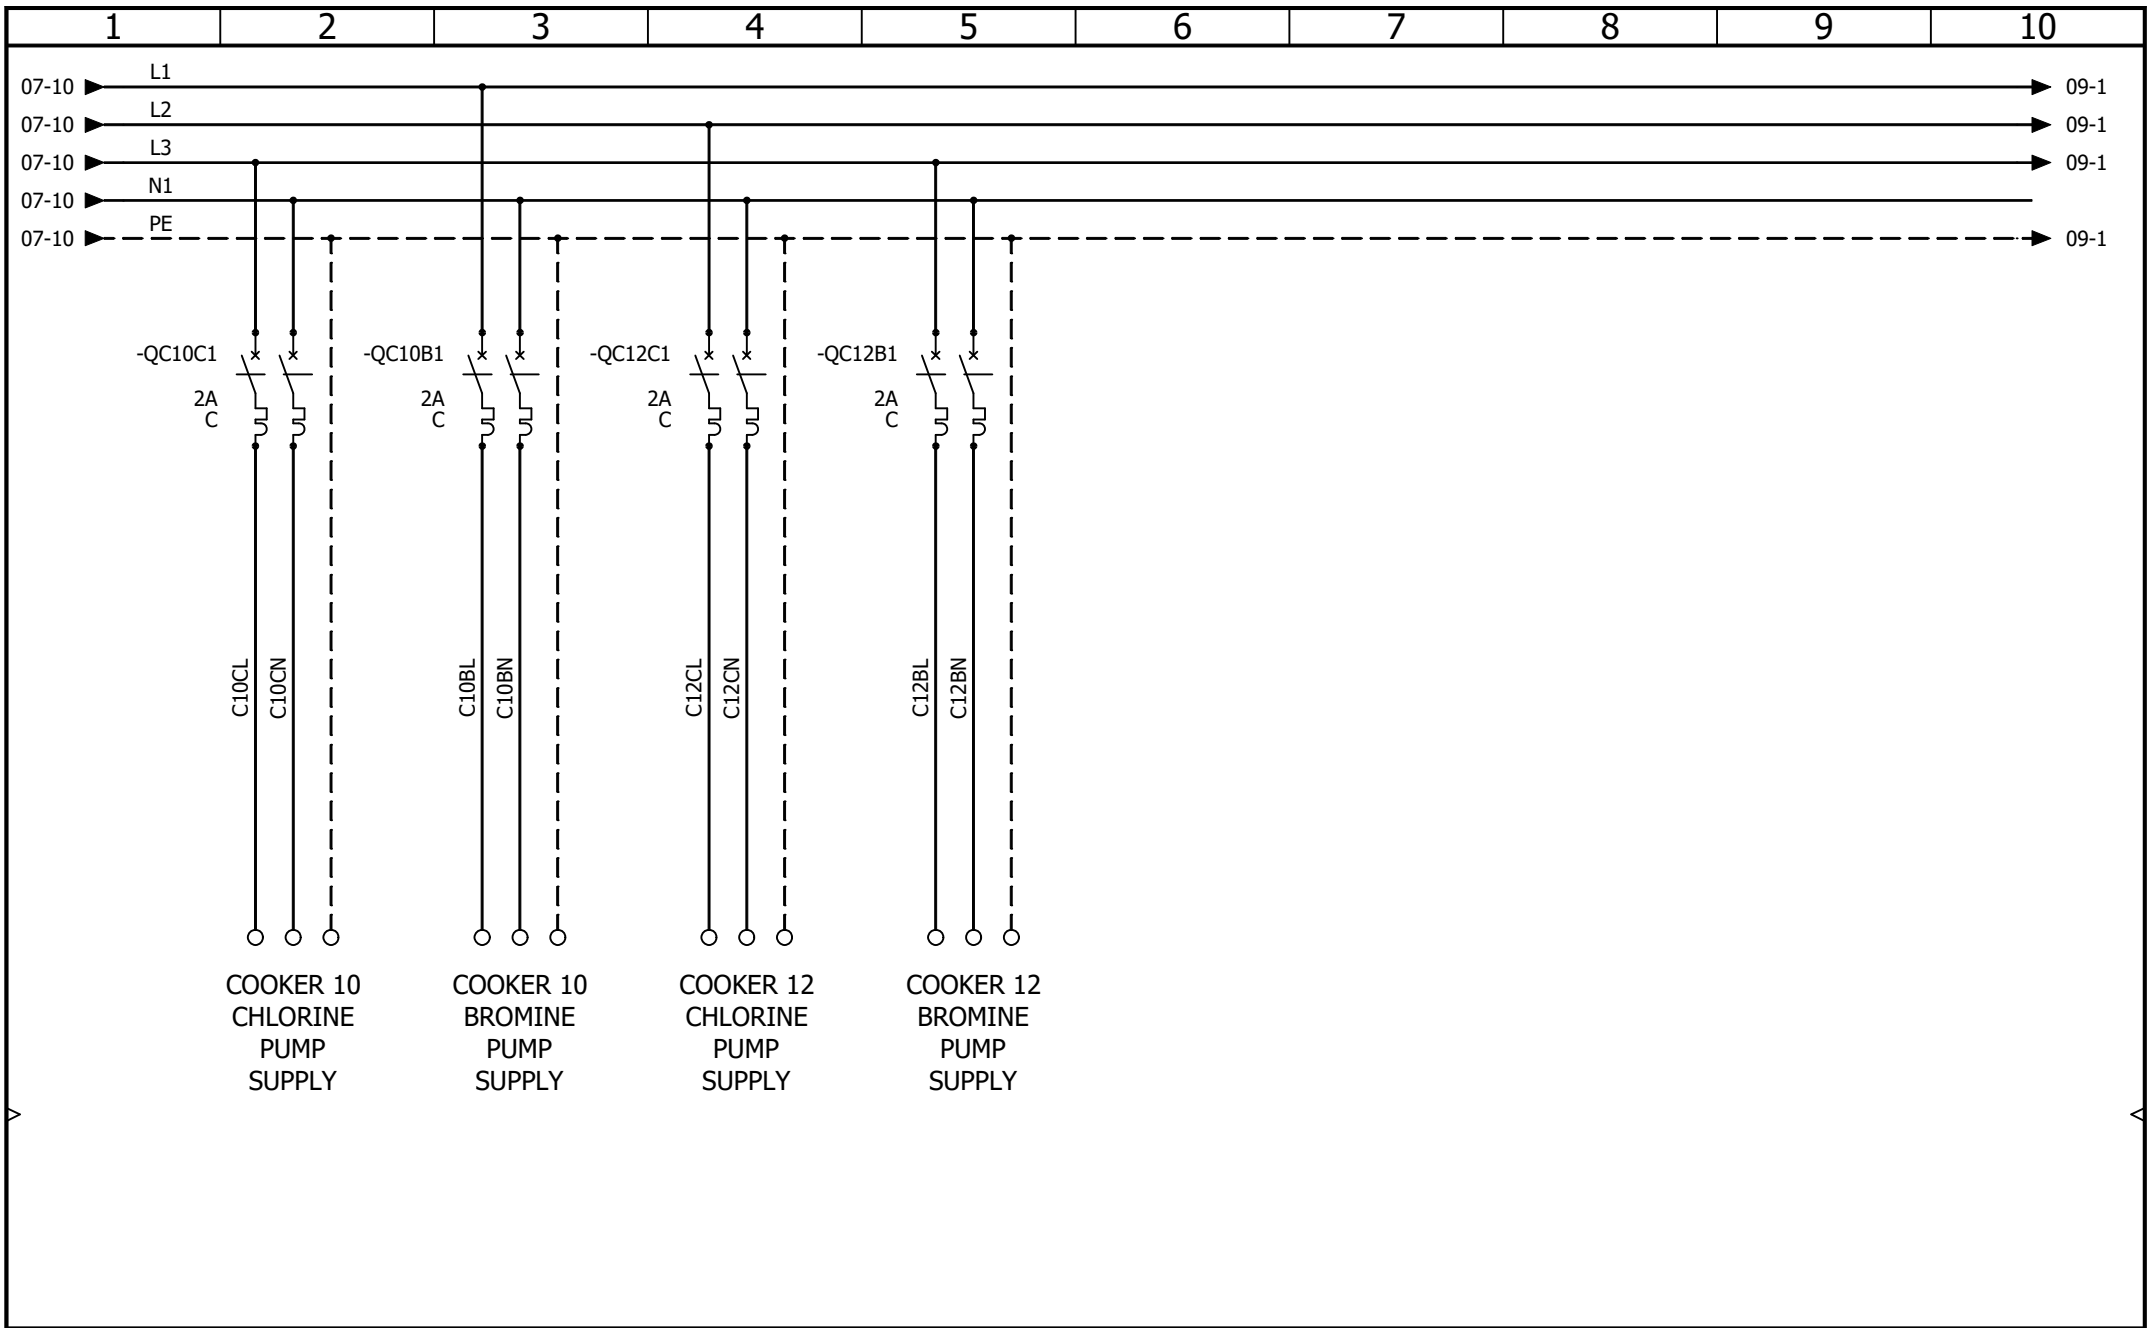 1 2 3 4 5 6 7 8 9 10
07-10 L1 09-1
07-10 L2 09-1
07-10 L3 09-1
07-10 N1
07-10 PE 09-1
-QC10C1 -QC10B1 -QC12C1 -QC12B1
2A 2A 2A 2A
C C C C
C10CL C10CN C10BL C10BN C12CL C12CN C12BL C12BN
COOKER 10 COOKER 10 COOKER 12 COOKER 12
CHLORINE BROMINE CHLORINE BROMINE
PUMP PUMP PUMP PUMP
SUPPLY SUPPLY SUPPLY SUPPLY